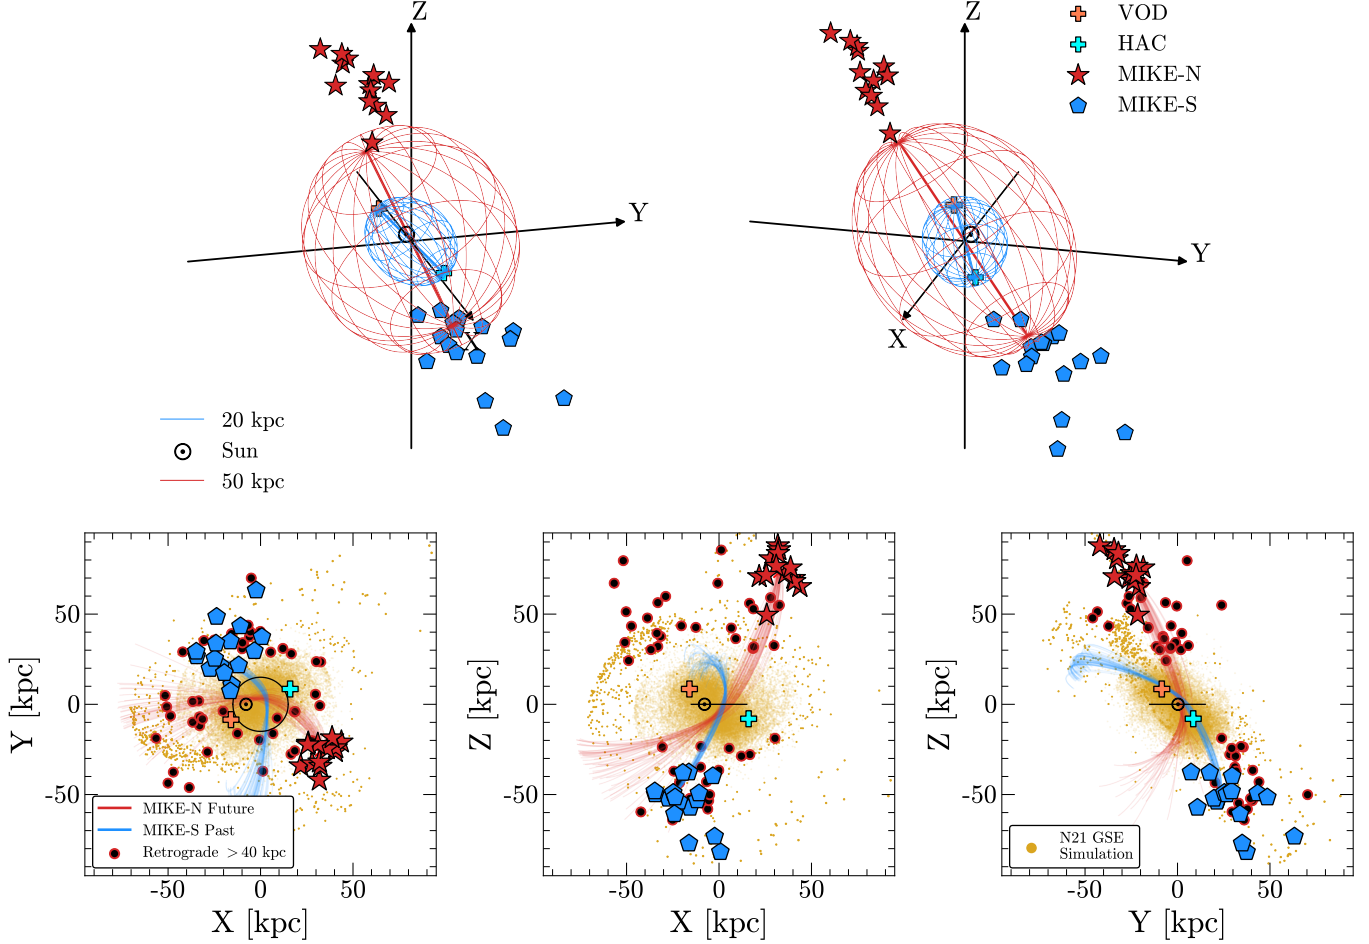 Z
Y
X
Z
Y
X
VOD
HAC
MIKE-N
MIKE-S
20 kpc
Sun
50 kpc
Y [kpc]
50
0
-50
-50
0
50
X [kpc]
MIKE-N Future
MIKE-S Past
Retrograde > 40 kpc
Z [kpc]
50
0
-50
-50
0
50
X [kpc]
Z [kpc]
50
0
-50
-50
0
50
Y [kpc]
N21 GSE
Simulation